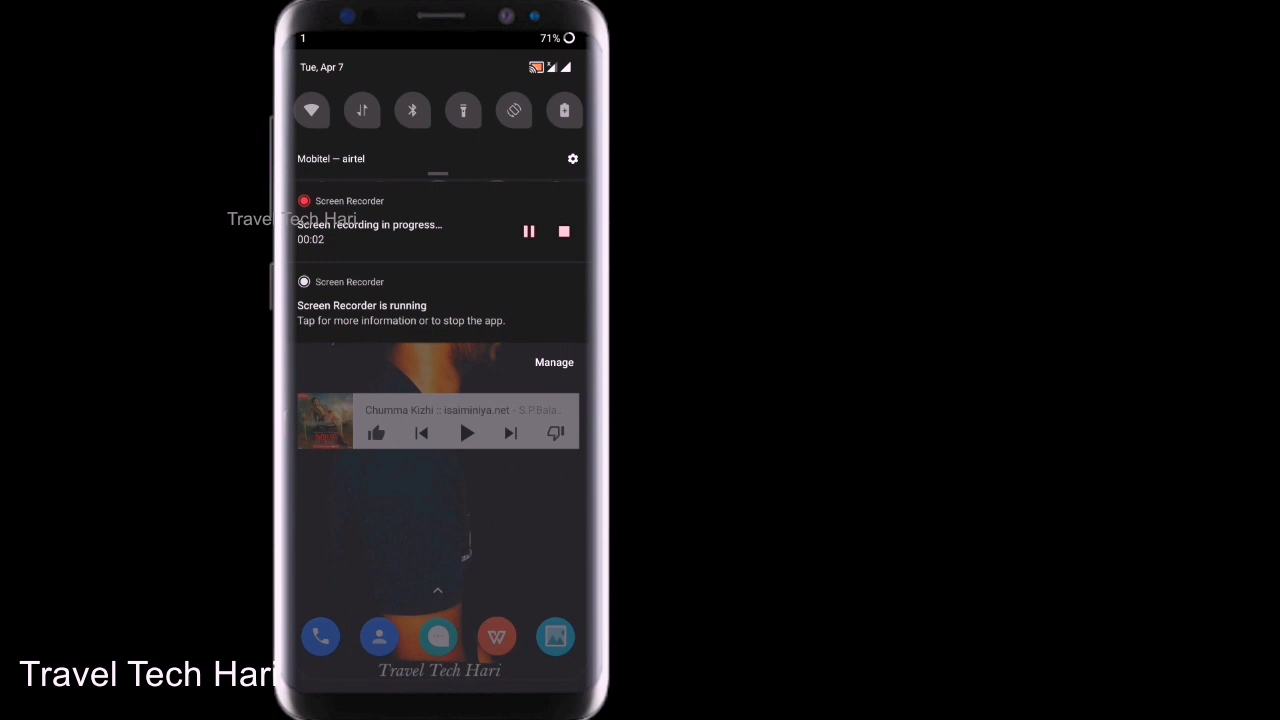 1
71%
Tue, Apr 7
Mobitel — airtel
Screen Recorder
Travel Tech Hari
Screen recording in progress...
00:02
Screen Recorder
Screen Recorder is running
Tap for more information or to stop the app.
Manage
Chumma Kizhi :: isaiminiya.net - S.P.Bala..
Travel Tech Hari
Travel Tech Hari